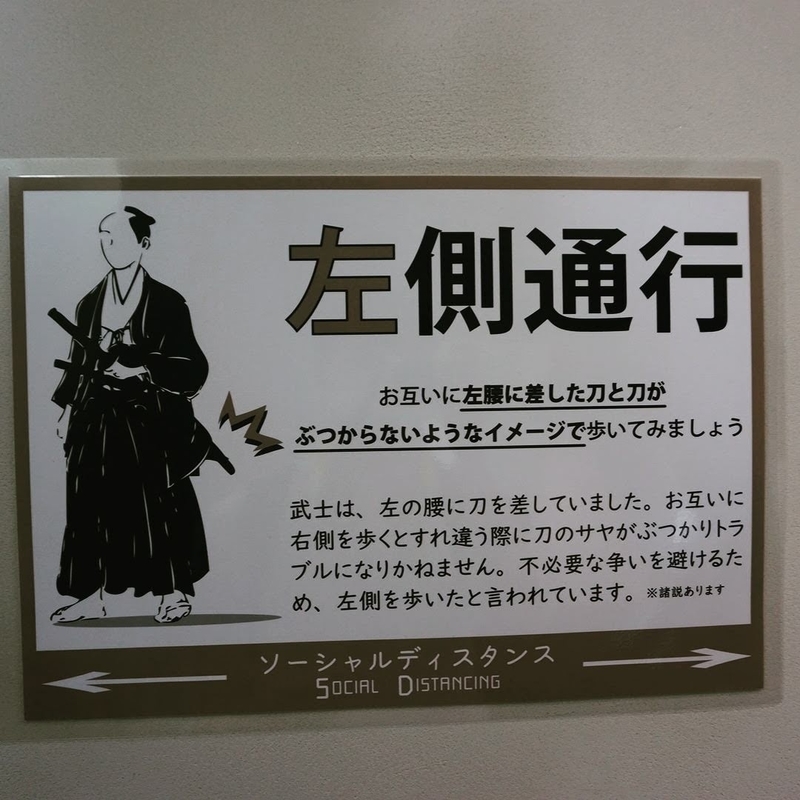 左側通行
お互いに左腰に差した刀と刀が
ぶつからないようなイメージで歩いてみましょう
武士は、左の腰に刀を差していました。お互いに
右側を歩くとすれ違う際に刀のサヤがぶつかりトラ
ブルになりかねません。不必要な争いを避けるた
め、左側を歩いたと言われています。※諸説あります
ソーシャルディスタンス
SOCIAL DISTANCING